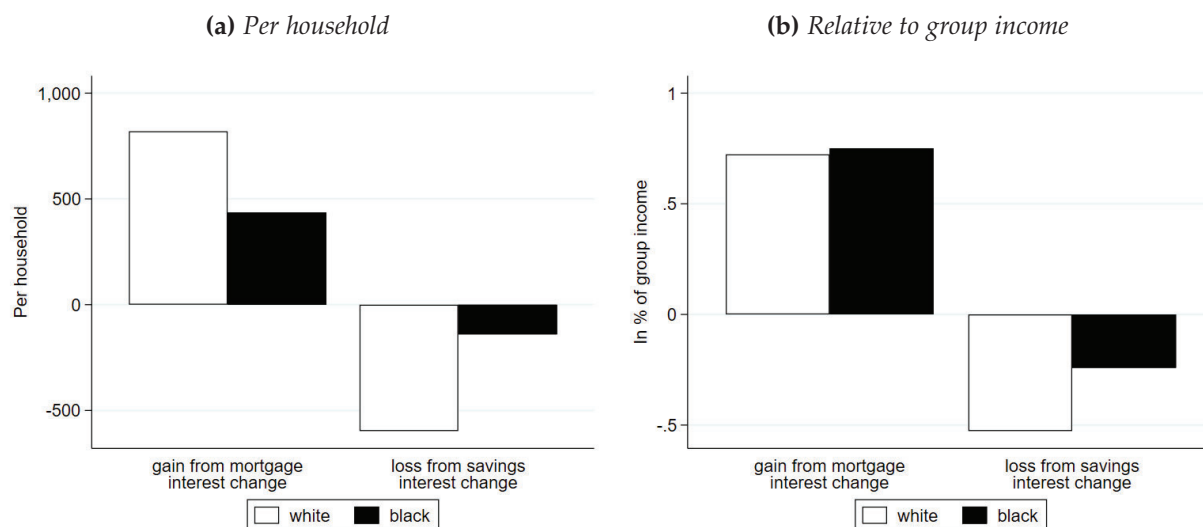 (a) Per household
1,000
500
0
-500
Per household
gain from mortgage
interest change
loss from savings
interest change
white
black
(b) Relative to group income
1
.5
0
-.5
In % of group income
gain from mortgage
interest change
loss from savings
interest change
white
black